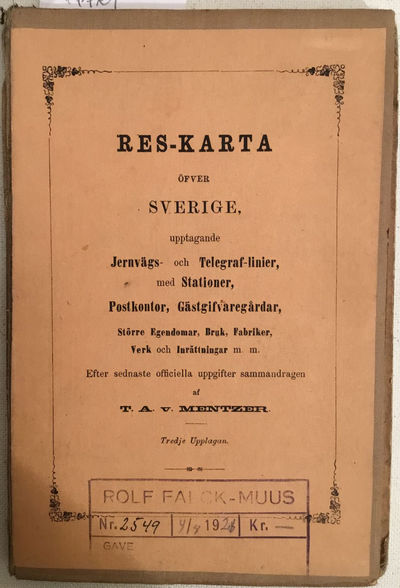 RES-KARTA
ÖFVER
SVERIGE,
upptagande
Jernvägs- och Telegraf-linier,
med Stationer,
Postkontor, Gästgifvaregårdar,
Större Egendomar, Bruk, Fabriker,
Verk och Inrättningar m. m.
Efter sednaste officiella uppgifter sammandragen
af
T. A. v. MENTZER.
Tredje Upplagan.
ROLF FALCK-MUUS
Nr. 2549 1926 Kr. —
GAVE